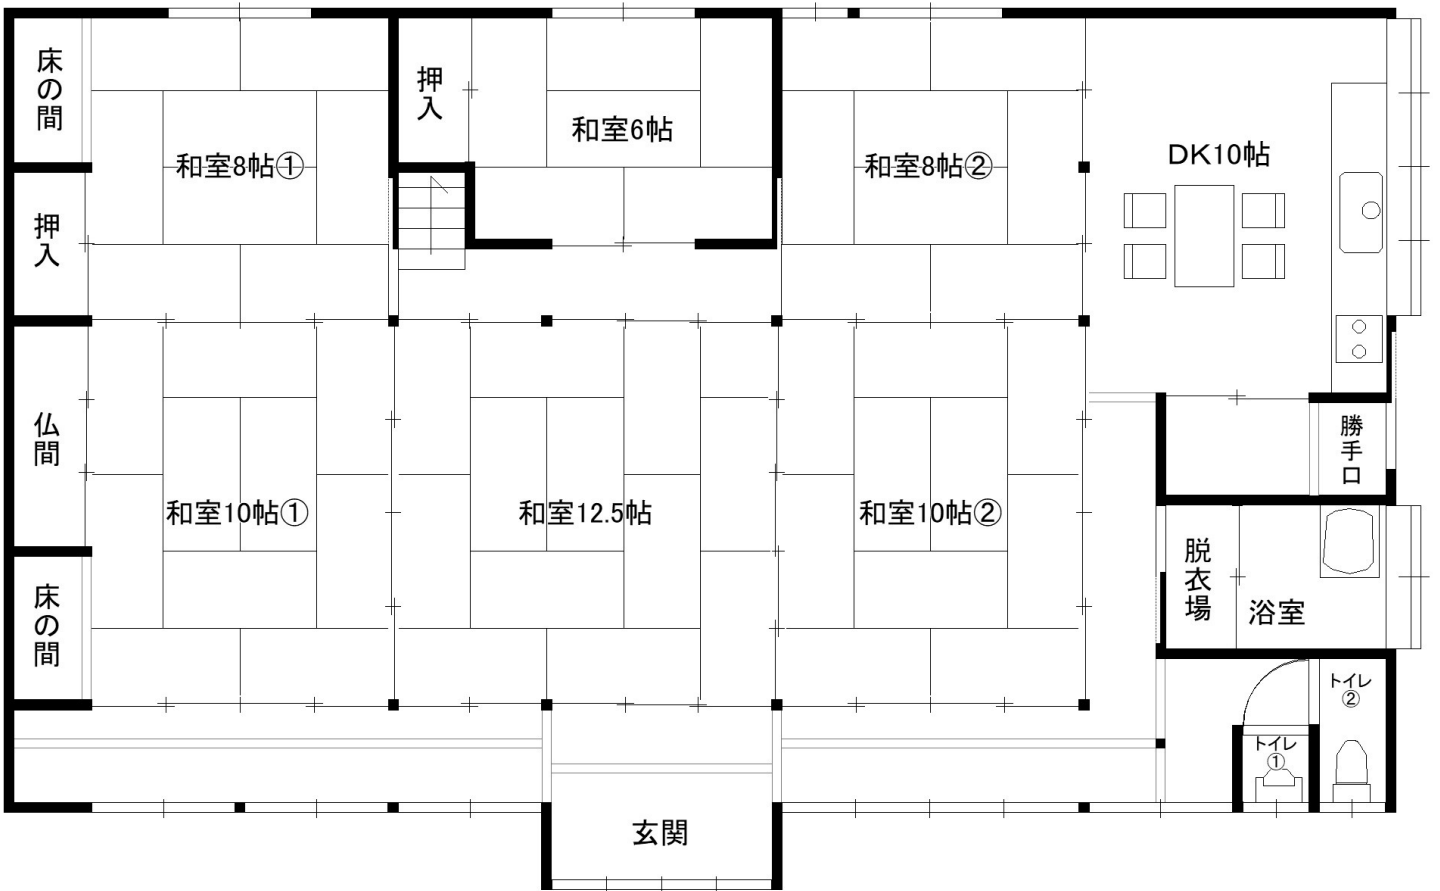 床の間
押入
和室6帖
和室8帖①
和室8帖②
DK10帖
押入
仏間
勝手口
和室10帖①
和室12.5帖
和室10帖②
脱衣場
浴室
床の間
トイレ
②
トイレ
①
玄関